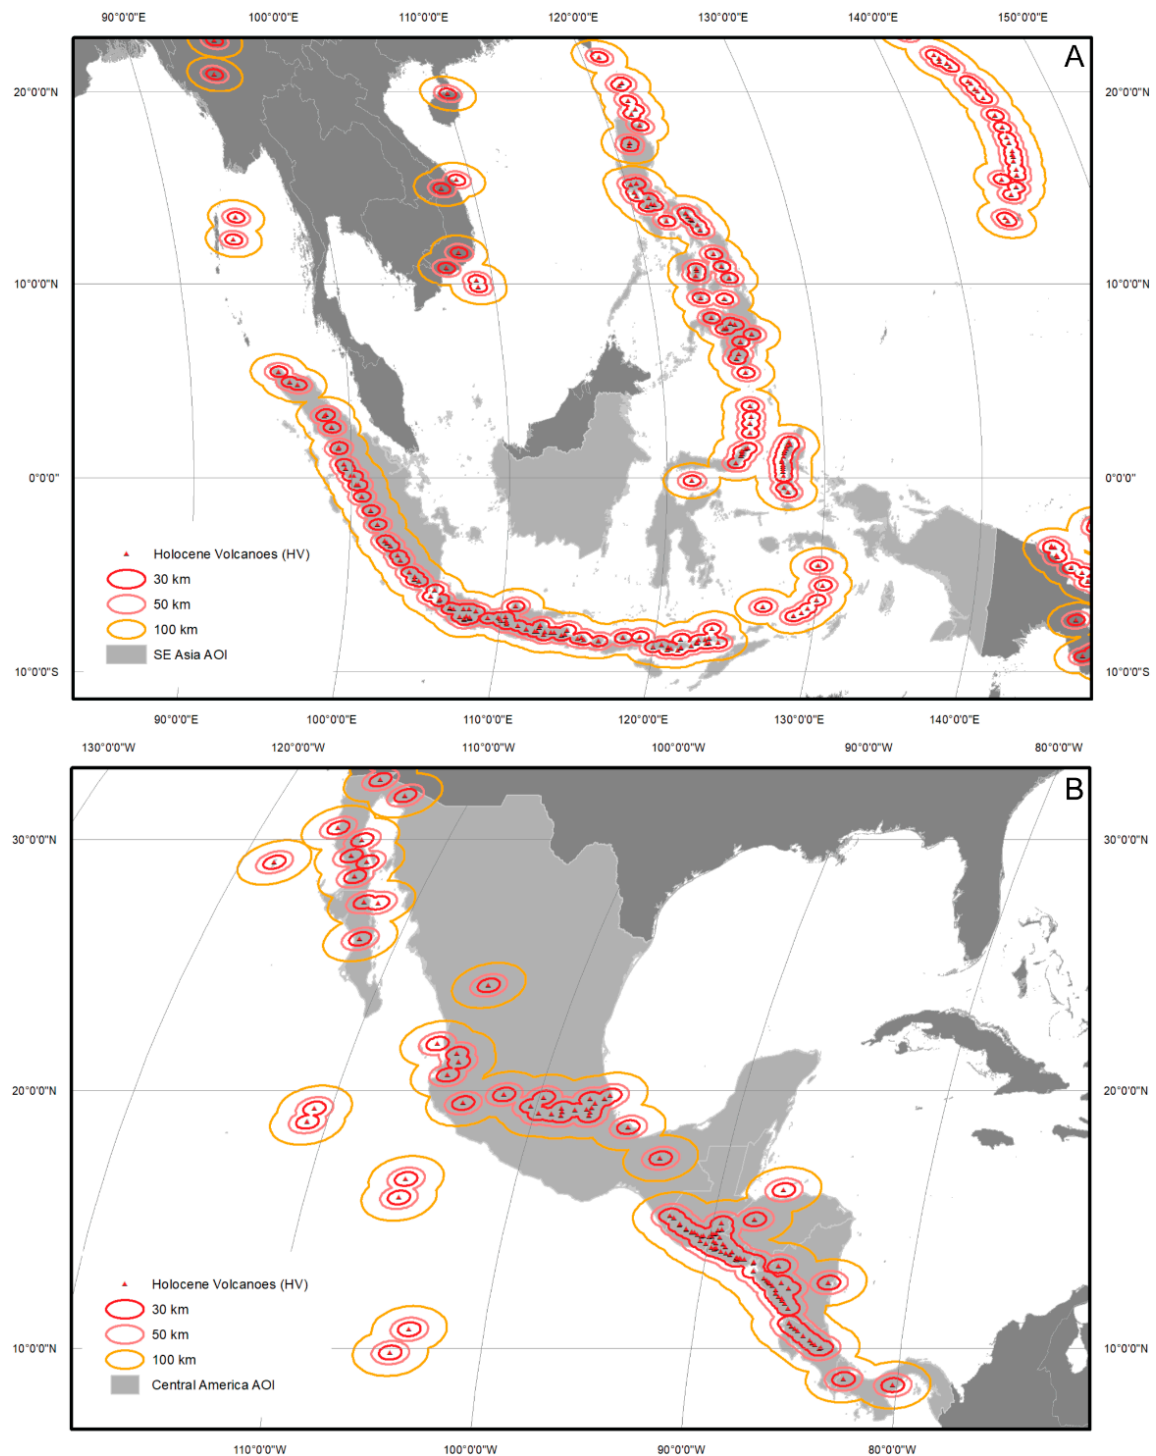 90°0'0"E 100°0'0"E 110°0'0"E 120°0'0"E 130°0'0"E 140°0'0"E 150°0'0"E
A
20°0'0"N 20°0'0"N
10°0'0"N 10°0'0"N
0°0'0" 0°0'0"
Holocene Volcanoes (HV)
30 km
50 km
100 km
SE Asia AOI
10°0'0"S 10°0'0"S
90°0'0"E 100°0'0"E 110°0'0"E 120°0'0"E 130°0'0"E 140°0'0"E
130°0'0"W 120°0'0"W 110°0'0"W 100°0'0"W 90°0'0"W 80°0'0"W
B
30°0'0"N 30°0'0"N
20°0'0"N 20°0'0"N
Holocene Volcanoes (HV)
30 km
50 km
10°0'0"N 10°0'0"N
100 km
Central America AOI
110°0'0"W 100°0'0"W 90°0'0"W 80°0'0"W